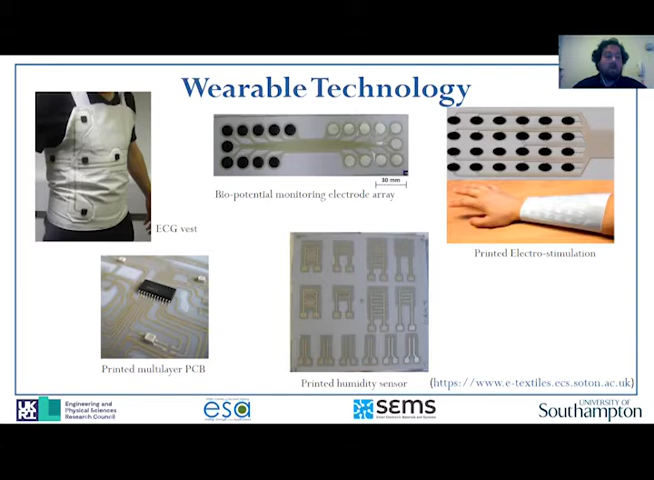 Wearable Technology
ECG vest
30 mm
Bio-potential monitoring electrode array
Printed Electro-stimulation
Printed multilayer PCB
Printed humidity sensor
(https://www.e-textiles.ecs.soton.ac.uk)
UKRI
Engineering and
Physical Sciences
Research Council
esa
SEMS
UNIVERSITY OF
Southampton